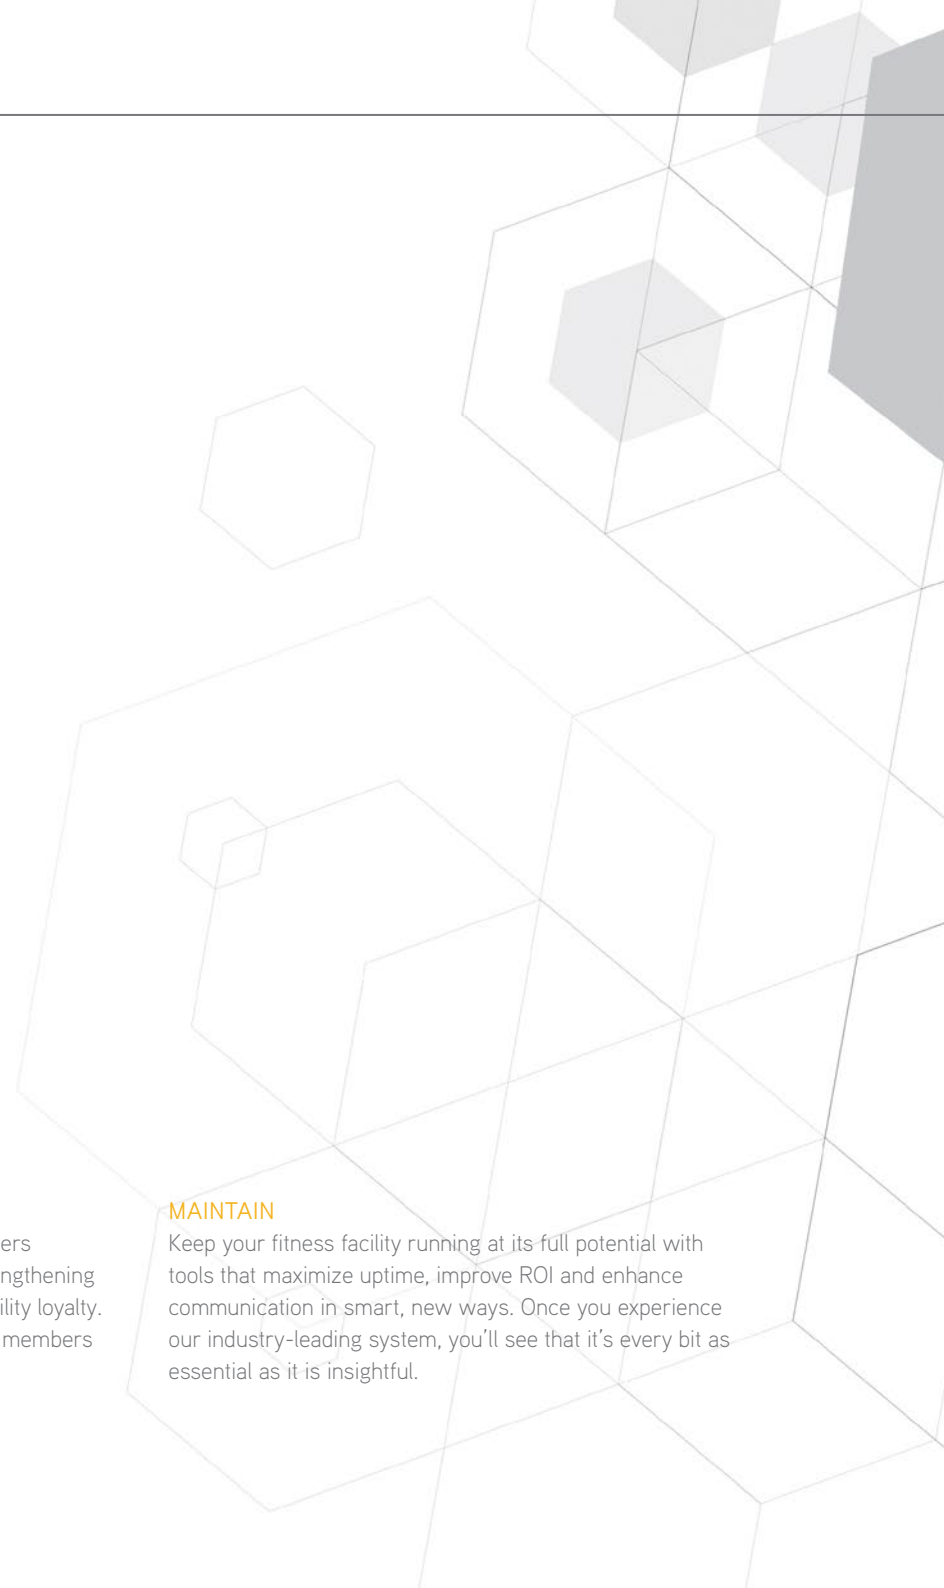 ers
ngthening
ility loyalty.
members
MAINTAIN
Keep your fitness facility running at its full potential with
tools that maximize uptime, improve ROI and enhance
communication in smart, new ways. Once you experience
our industry-leading system, you’ll see that it’s every bit as
essential as it is insightful.